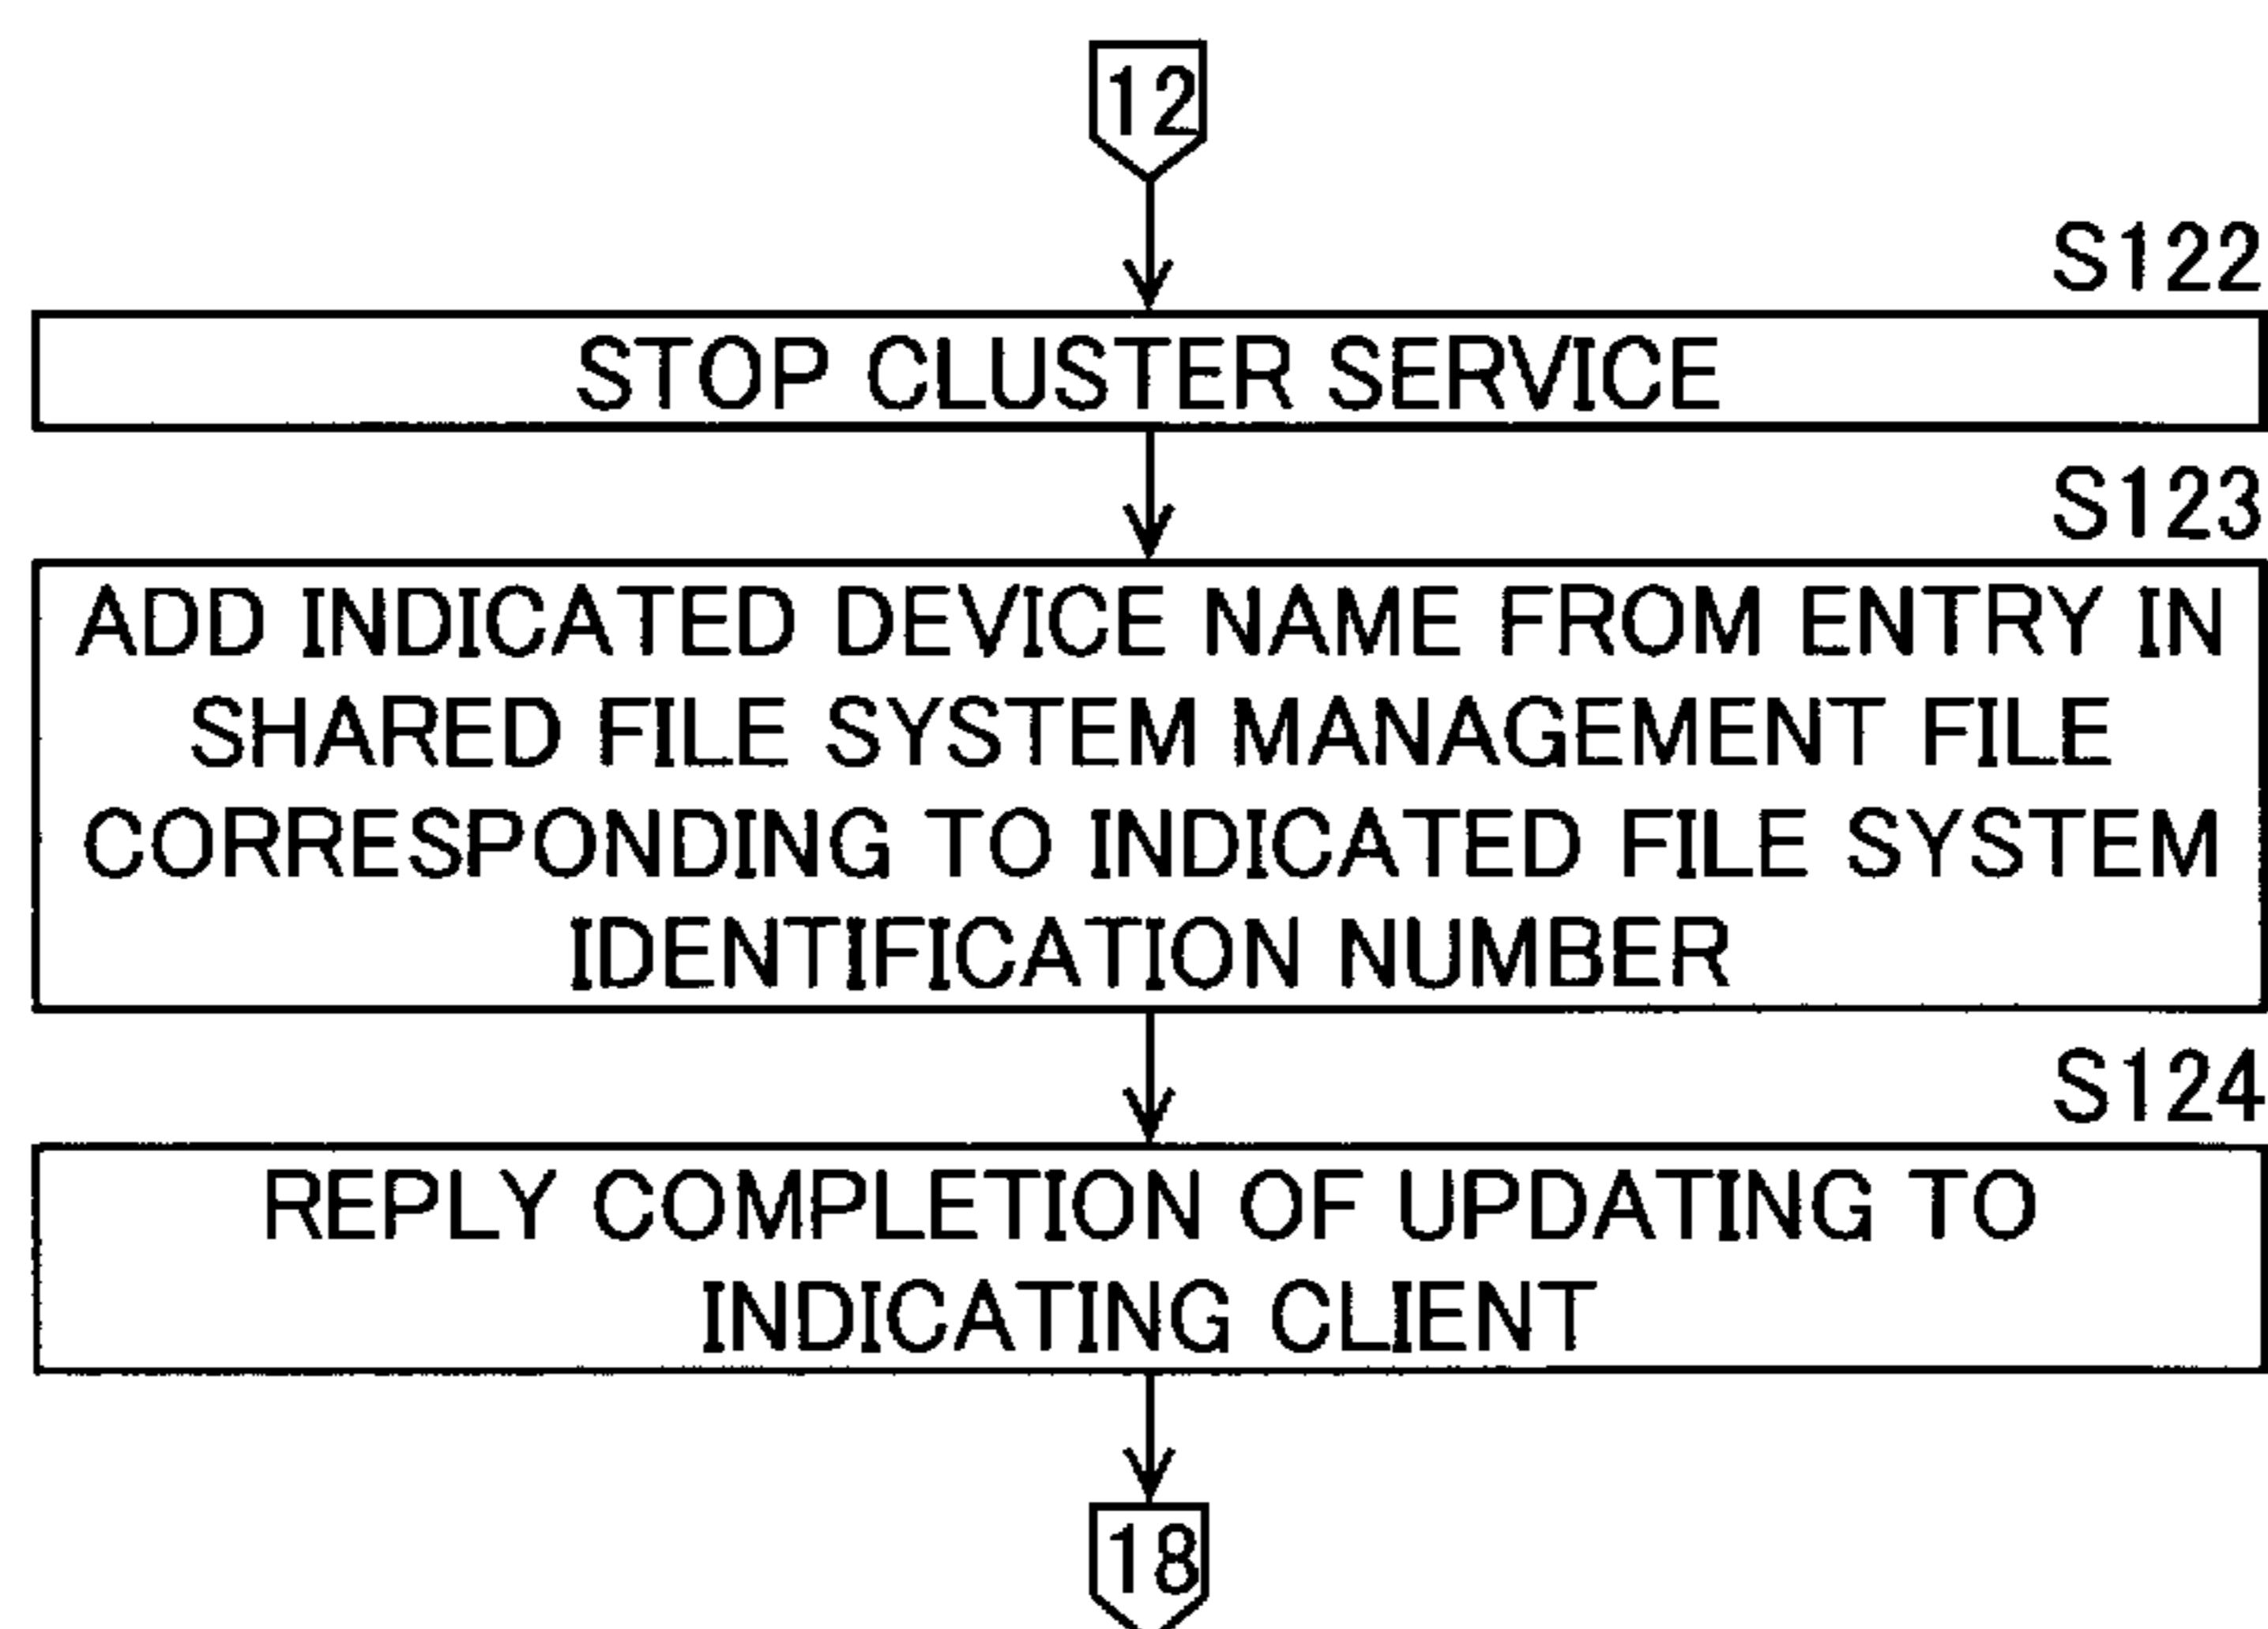 12
S122
STOP CLUSTER SERVICE
S123
ADD INDICATED DEVICE NAME FROM ENTRY IN
SHARED FILE SYSTEM MANAGEMENT FILE
CORRESPONDING TO INDICATED FILE SYSTEM
IDENTIFICATION NUMBER
S124
REPLY COMPLETION OF UPDATING TO
INDICATING CLIENT
18